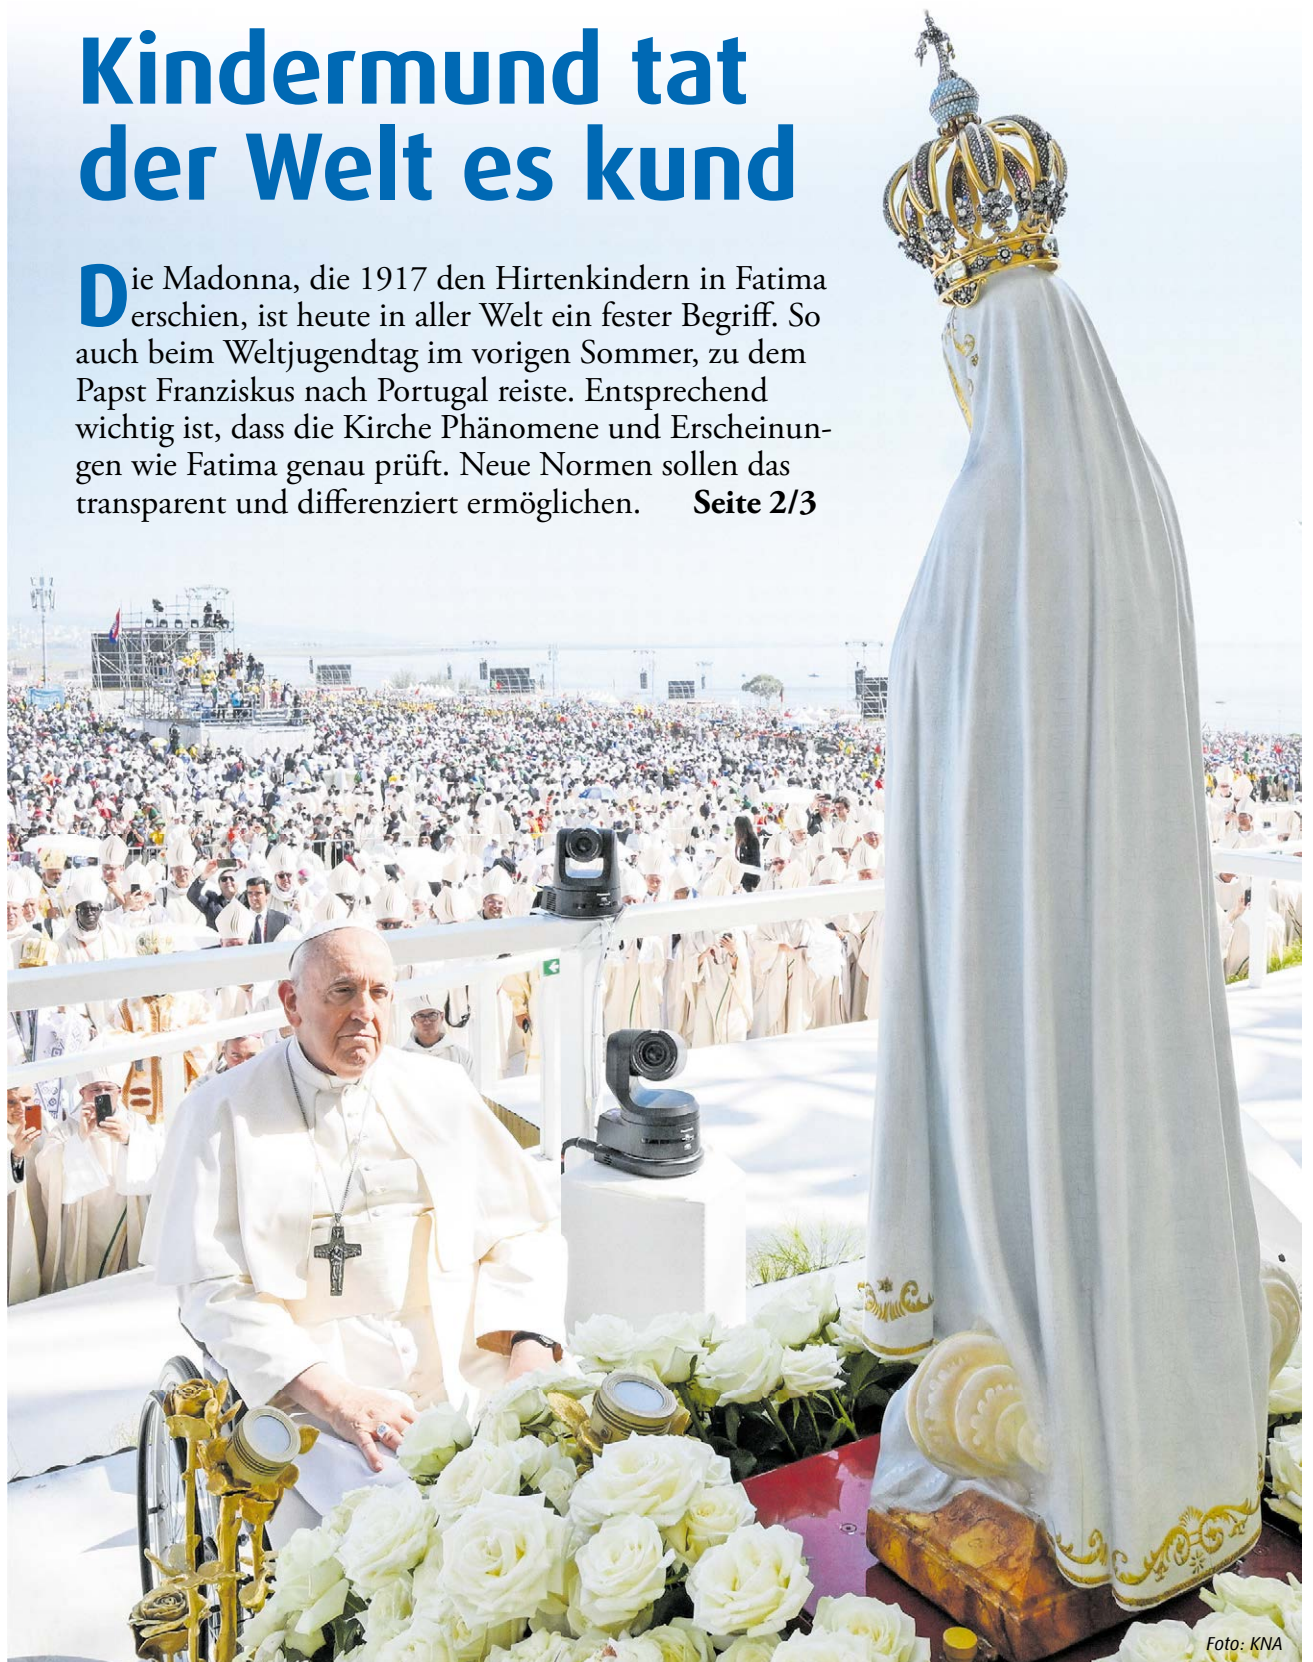 Kindermund tat
der Welt es kund
Die Madonna, die 1917 den Hirtenkindern in Fatima
erschien, ist heute in aller Welt ein fester Begriff. So
auch beim Weltjugendtag im vorigen Sommer, zu dem
Papst Franziskus nach Portugal reiste. Entsprechend
wichtig ist, dass die Kirche Phänomene und Erscheinun-
gen wie Fatima genau prüft. Neue Normen sollen das
transparent und differenziert ermöglichen. Seite 2/3
Foto: KNA